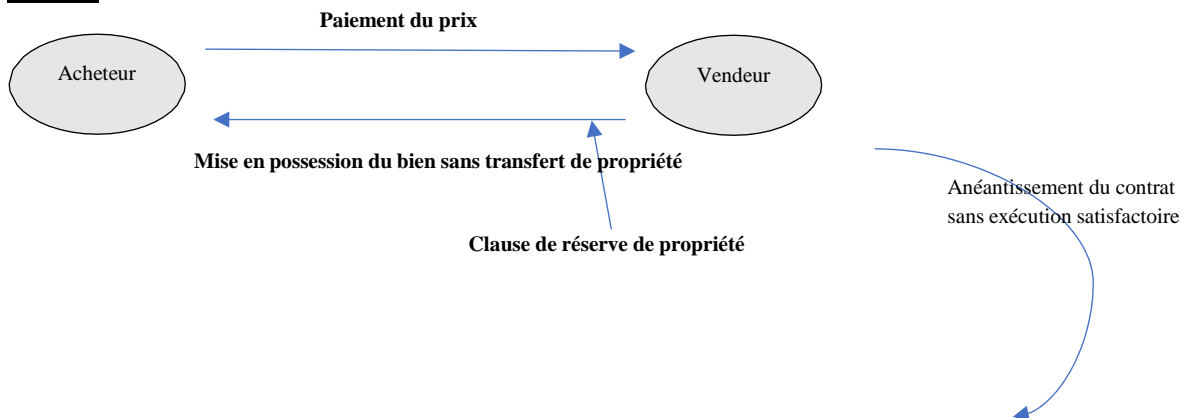 Paiement du prix
Acheteur
Vendeur
Mise en possession du bien sans transfert de propriété
Anéantissement du contrat
sans exécution satisfactoire
Clause de réserve de propriété